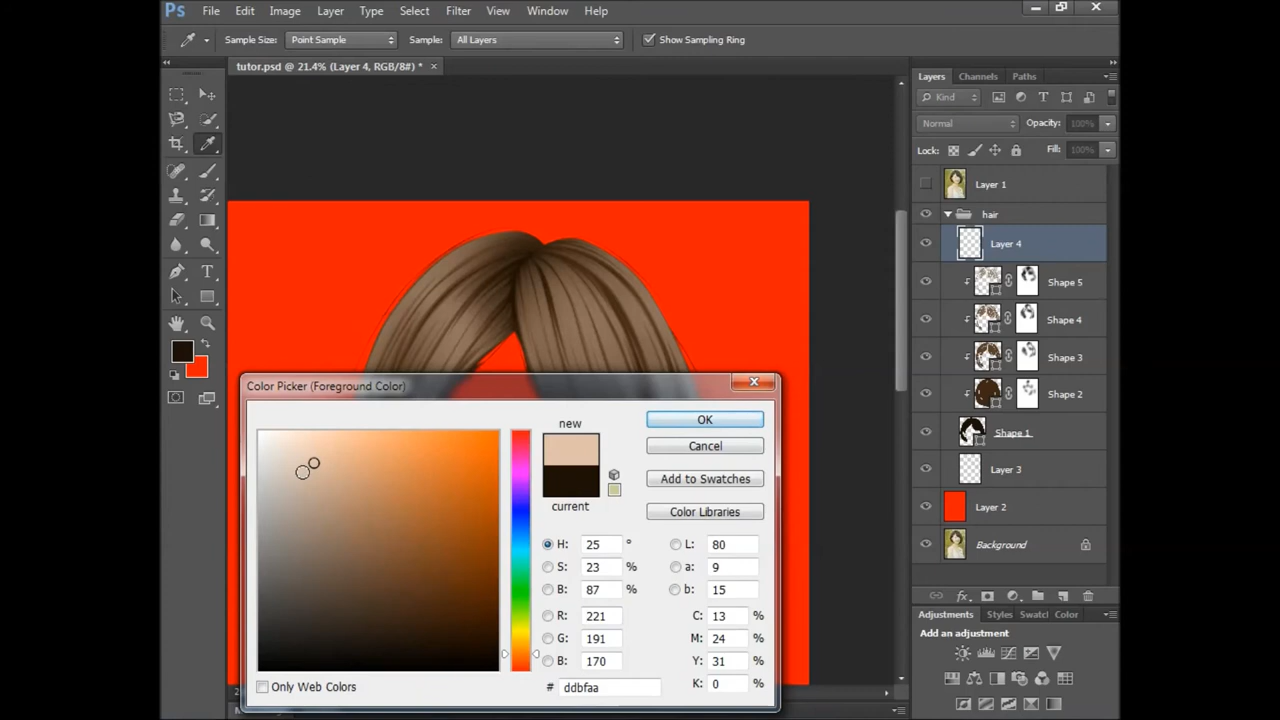 Ps File Edit Image Layer Type Select Filter View Window Help
Sample Size: Point Sample Sample: All Layers Show Sampling Ring
tutor.psd @ 21.4% (Layer 4, RGB/8#) * ×
Layers Channels Paths
Kind
Normal Opacity: 100%
Lock: Fill: 100%
Layer 1
hair
Layer 4
Shape 5
Shape 4
Shape 3
Shape 2
Shape 1
Layer 3
Layer 2
Background
Adjustments Styles Swatcl Color
Add an adjustment
Color Picker (Foreground Color)
new
current
OK
Cancel
Add to Swatches
Color Libraries
H: 25 ° L: 80
S: 23 % a: 9
B: 87 % b: 15
R: 221 C: 13 %
G: 191 M: 24 %
B: 170 Y: 31 %
# ddbfaa K: 0 %
Only Web Colors